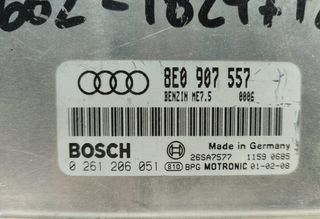 8E0 907 557
BENZIN ME7.5 0006
BOSCH
Made in Germany
26SA7577 1159 0685
0 261 206 051 810 BPG MOTRONIC 01-02-08